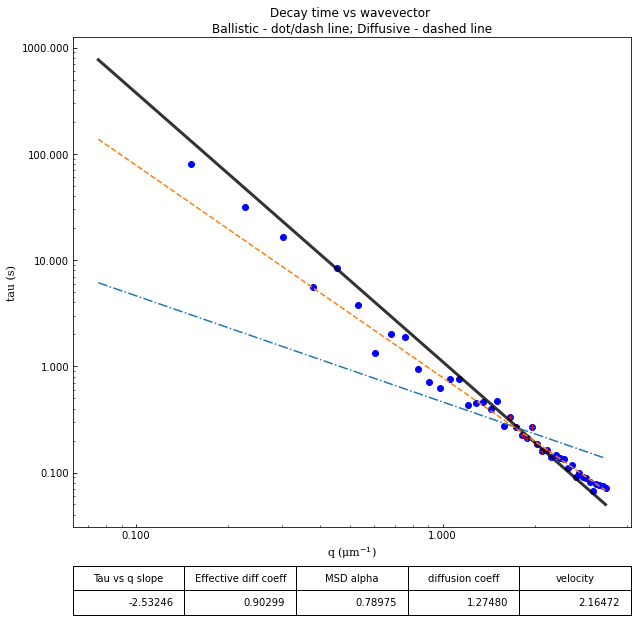 Decay time vs wavevector
Ballistic - dot/dash line; Diffusive - dashed line
1000.000
100.000
10.000
1.000
0.100
tau (s)
0.100 1.000
q (μm⁻¹)
Tau vs q slope Effective diff coeff MSD alpha diffusion coeff velocity
-2.53246 0.90299 0.78975 1.27480 2.16472